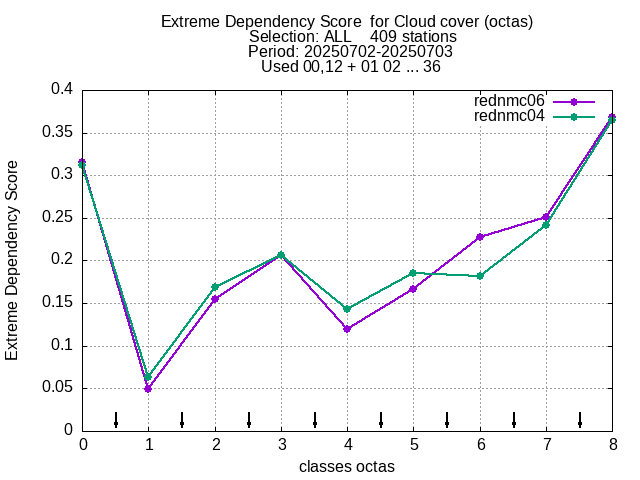 Extreme Dependency Score  for Cloud cover (octas)
Selection: ALL    409 stations
Period: 20250702-20250703
Used 00,12 + 01 02 ... 36
rednmc06
rednmc04
0.4
0.35
0.3
0.25
0.2
0.15
0.1
0.05
0
Extreme Dependency Score
0 1 2 3 4 5 6 7 8
classes octas